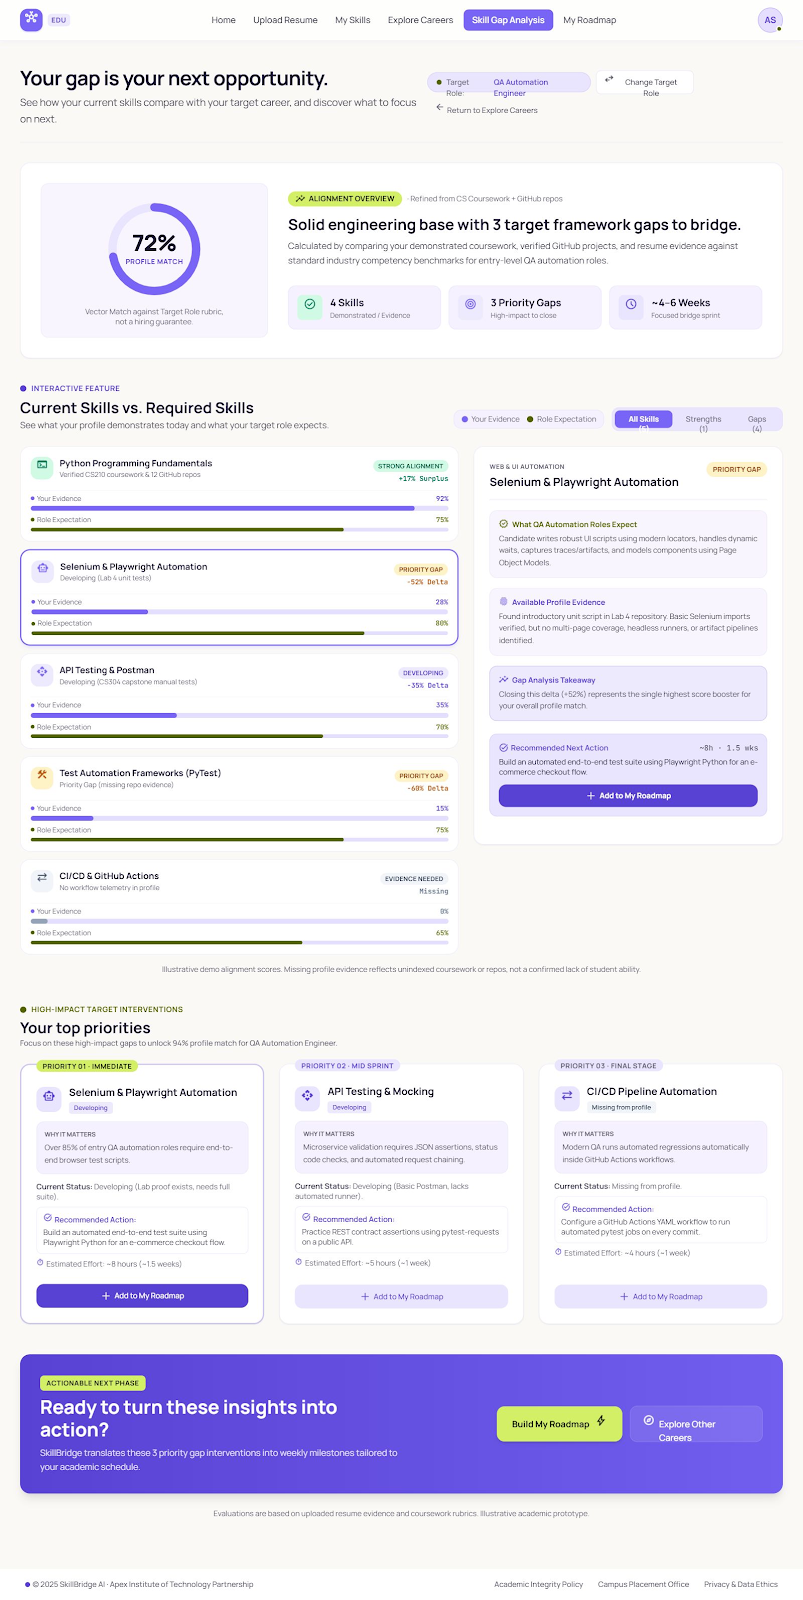 EDU
Home
Upload Resume
My Skills
Explore Careers
Skill Gap Analysis
My Roadmap
AS
Your gap is your next opportunity.
See how your current skills compare with your target career, and discover what to focus
on next.
Target
Role:
QA Automation
Engineer
Change Target
Role
Return to Explore Careers
72%
PROFILE MATCH
Vector Match against Target Role rubric,
not a hiring guarantee.
ALIGNMENT OVERVIEW
· Refined from CS Coursework + GitHub repos
Solid engineering base with 3 target framework gaps to bridge.
Calculated by comparing your demonstrated coursework, verified GitHub projects, and resume evidence against
standard industry competency benchmarks for entry-level QA automation roles.
4 Skills
Demonstrated / Evidence
3 Priority Gaps
High-impact to close
~4–6 Weeks
Focused bridge sprint
INTERACTIVE FEATURE
Current Skills vs. Required Skills
See what your profile demonstrates today and what your target role expects.
Your Evidence
Role Expectation
All Skills
(5)
Strengths
(1)
Gaps
(4)
Python Programming Fundamentals
Verified CS210 coursework & 12 GitHub repos
STRONG ALIGNMENT
+17% Surplus
Your Evidence
92%
Role Expectation
75%
Selenium & Playwright Automation
Developing (Lab 4 unit tests)
PRIORITY GAP
-52% Delta
Your Evidence
28%
Role Expectation
80%
API Testing & Postman
Developing (CS304 capstone manual tests)
DEVELOPING
-35% Delta
Your Evidence
35%
Role Expectation
70%
Test Automation Frameworks (PyTest)
Priority Gap (missing repo evidence)
PRIORITY GAP
-60% Delta
Your Evidence
15%
Role Expectation
75%
CI/CD & GitHub Actions
No workflow telemetry in profile
EVIDENCE NEEDED
Missing
Your Evidence
0%
Role Expectation
65%
WEB & UI AUTOMATION
Selenium & Playwright Automation
PRIORITY GAP
What QA Automation Roles Expect
Candidate writes robust UI scripts using modern locators, handles dynamic
waits, captures traces/artifacts, and models components using Page
Object Models.
Available Profile Evidence
Found introductory unit script in Lab 4 repository. Basic Selenium imports
verified, but no multi-page coverage, headless runners, or artifact pipelines
identified.
Gap Analysis Takeaway
Closing this delta (+52%) represents the single highest score booster for
your overall profile match.
Recommended Next Action
~8h · 1.5 wks
Build an automated end-to-end test suite using Playwright Python for an e-
commerce checkout flow.
+ Add to My Roadmap
Illustrative demo alignment scores. Missing profile evidence reflects unindexed coursework or repos, not a confirmed lack of student ability.
HIGH-IMPACT TARGET INTERVENTIONS
Your top priorities
Focus on these high-impact gaps to unlock 94% profile match for QA Automation Engineer.
PRIORITY 01 · IMMEDIATE
Selenium & Playwright Automation
Developing
WHY IT MATTERS
Over 85% of entry QA automation roles require end-to-
end browser test scripts.
Current Status: Developing (Lab proof exists, needs full
suite).
Recommended Action:
Build an automated end-to-end test suite using
Playwright Python for an e-commerce checkout flow.
Estimated Effort: ~8 hours (~1.5 weeks)
+ Add to My Roadmap
PRIORITY 02 · MID SPRINT
API Testing & Mocking
Developing
WHY IT MATTERS
Microservice validation requires JSON assertions, status
code checks, and automated request chaining.
Current Status: Developing (Basic Postman, lacks
automated runner).
Recommended Action:
Practice REST contract assertions using pytest-requests
on a public API.
Estimated Effort: ~5 hours (~1 week)
+ Add to My Roadmap
PRIORITY 03 · FINAL STAGE
CI/CD Pipeline Automation
Missing from profile
WHY IT MATTERS
Modern QA runs automated regressions automatically
inside GitHub Actions workflows.
Current Status: Missing from profile.
Recommended Action:
Configure a GitHub Actions YAML workflow to run
automated pytest jobs on every commit.
Estimated Effort: ~4 hours (~1 week)
+ Add to My Roadmap
ACTIONABLE NEXT PHASE
Ready to turn these insights into
action?
SkillBridge translates these 3 priority gap interventions into weekly milestones tailored to
your academic schedule.
Build My Roadmap
Explore Other
Careers
Evaluations are based on uploaded resume evidence and coursework rubrics. Illustrative academic prototype.
© 2025 SkillBridge AI · Apex Institute of Technology Partnership
Academic Integrity Policy
Campus Placement Office
Privacy & Data Ethics